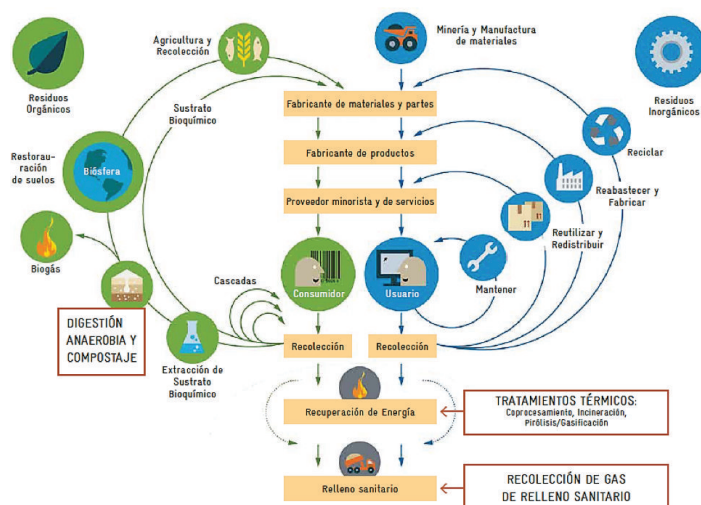 Agricultura y
Recolección
Minería y Manufactura
de materiales
Residuos
Orgánicos
Residuos
Inorgánicos
Sustrato
Bioquímico
Fabricante de materiales y partes
Reciclar
Restorau-
ración
de suelos
Biósfera
Fabricante de productos
Reabastecer y
Fabricar
Proveedor minorista y de servicios
Reutilizar y
Redistribuir
Biogás
Cascadas
Consumidor
Usuario
Mantener
DIGESTIÓN
ANAEROBIA Y
COMPOSTAJE
Extracción de
Sustrato
Bioquímico
Recolección
Recolección
Recuperación de Energía
TRATAMIENTOS TÉRMICOS:
Coprocesamiento, Incineración,
Pirólisis/Gasificación
Relleno sanitario
RECOLECCIÓN DE GAS
DE RELLENO SANITARIO